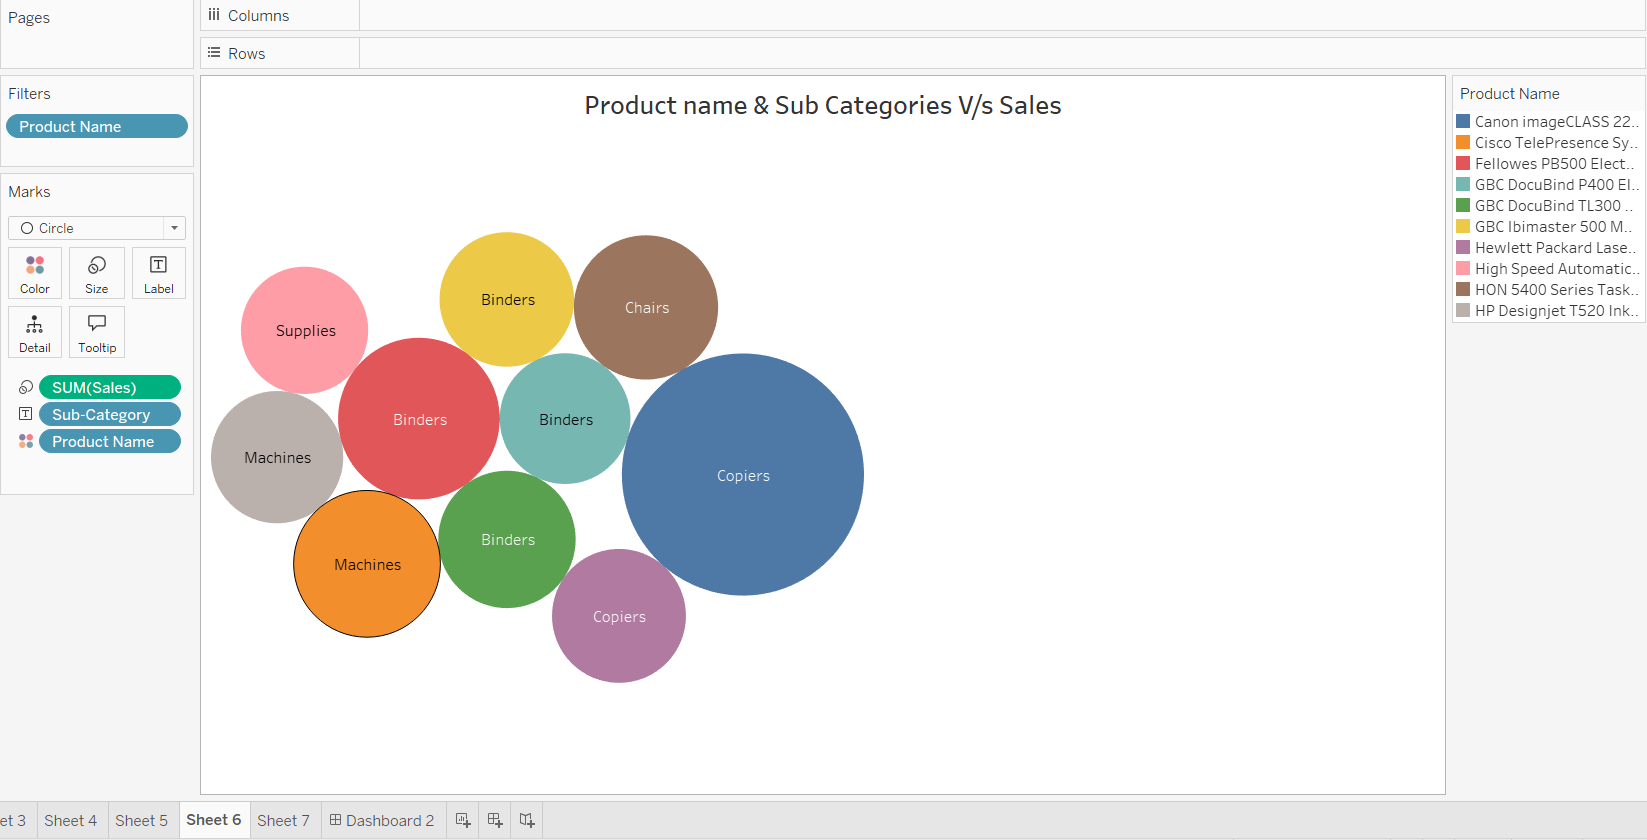 Pages
Columns
Rows
Filters
Product Name
Marks
Circle
Color
Size
Label
Detail
Tooltip
SUM(Sales)
Sub-Category
Product Name
Product name & Sub Categories V/s Sales
Binders
Chairs
Supplies
Binders
Binders
Machines
Copiers
Binders
Machines
Copiers
Product Name
Canon imageCLASS 22..
Cisco TelePresence Sy..
Fellowes PB500 Elect..
GBC DocuBind P400 El..
GBC DocuBind TL300 ..
GBC Ibimaster 500 M..
Hewlett Packard Lase..
High Speed Automatic..
HON 5400 Series Task..
HP Designjet T520 Ink..
et 3
Sheet 4
Sheet 5
Sheet 6
Sheet 7
Dashboard 2